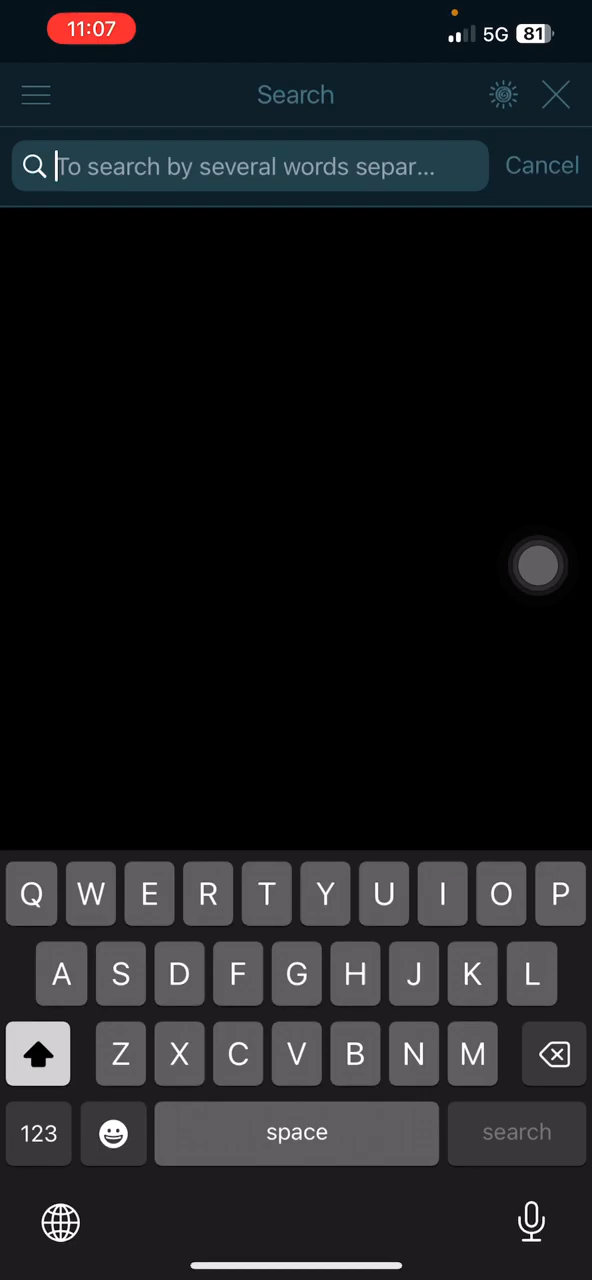 11:07
5G 81
Search
To search by several words separ...
Cancel
Q W E R T Y U I O P
A S D F G H J K L
Z X C V B N M
123 space search